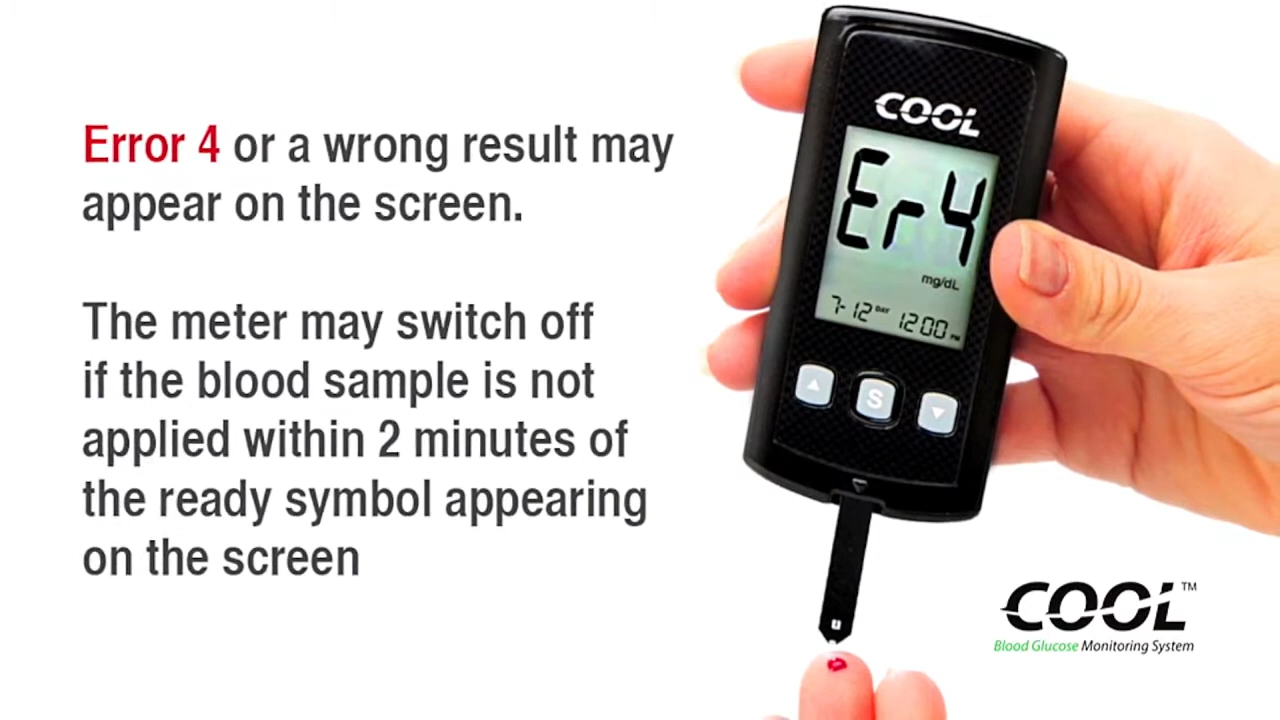 Error 4 or a wrong result may
appear on the screen.
The meter may switch off
if the blood sample is not
applied within 2 minutes of
the ready symbol appearing
on the screen
COOL
Er4
mg/dL
7-12 DAY 12:00 PM
S
COOL™
Blood Glucose Monitoring System